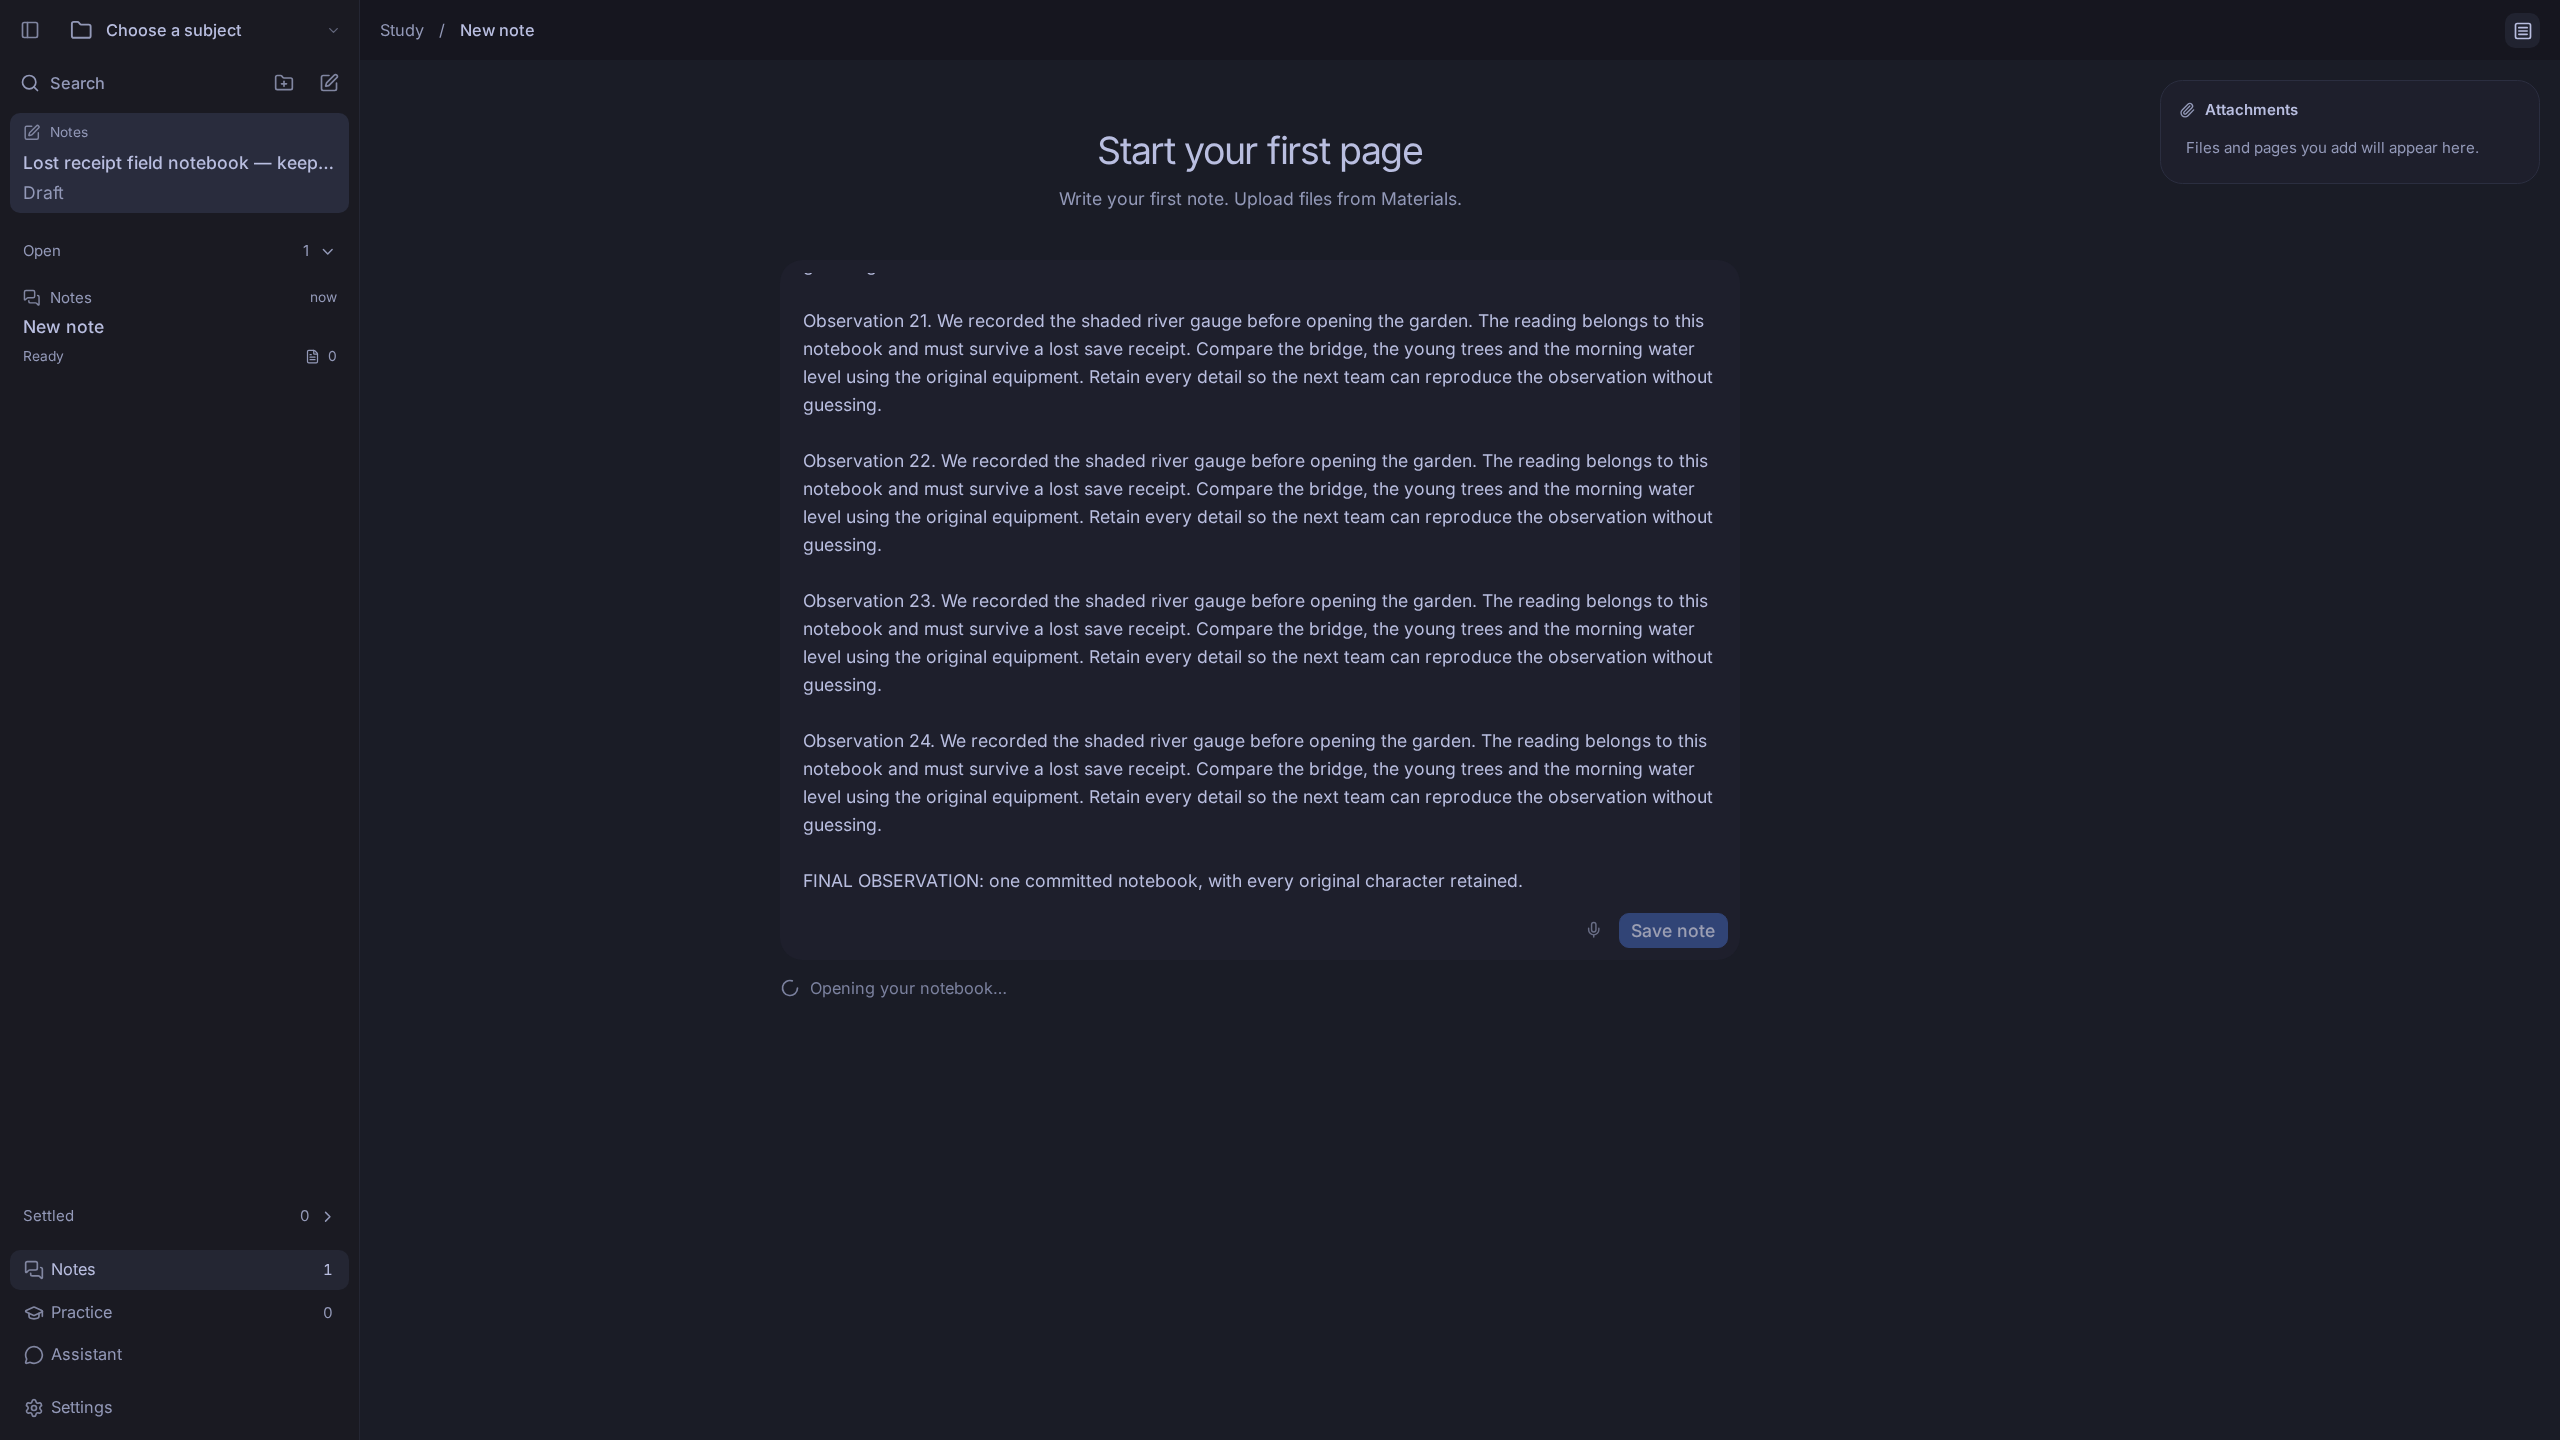 Choose a subject
Search
Notes
Lost receipt field notebook — keep...
Draft
Open 1
Notes now
New note
Ready 0
Settled 0
Notes 1
Practice 0
Assistant
Settings
Study / New note
Start your first page
Write your first note. Upload files from Materials.
Observation 21. We recorded the shaded river gauge before opening the garden. The reading belongs to this
notebook and must survive a lost save receipt. Compare the bridge, the young trees and the morning water
level using the original equipment. Retain every detail so the next team can reproduce the observation without
guessing.
Observation 22. We recorded the shaded river gauge before opening the garden. The reading belongs to this
notebook and must survive a lost save receipt. Compare the bridge, the young trees and the morning water
level using the original equipment. Retain every detail so the next team can reproduce the observation without
guessing.
Observation 23. We recorded the shaded river gauge before opening the garden. The reading belongs to this
notebook and must survive a lost save receipt. Compare the bridge, the young trees and the morning water
level using the original equipment. Retain every detail so the next team can reproduce the observation without
guessing.
Observation 24. We recorded the shaded river gauge before opening the garden. The reading belongs to this
notebook and must survive a lost save receipt. Compare the bridge, the young trees and the morning water
level using the original equipment. Retain every detail so the next team can reproduce the observation without
guessing.
FINAL OBSERVATION: one committed notebook, with every original character retained.
Save note
Opening your notebook...
Attachments
Files and pages you add will appear here.